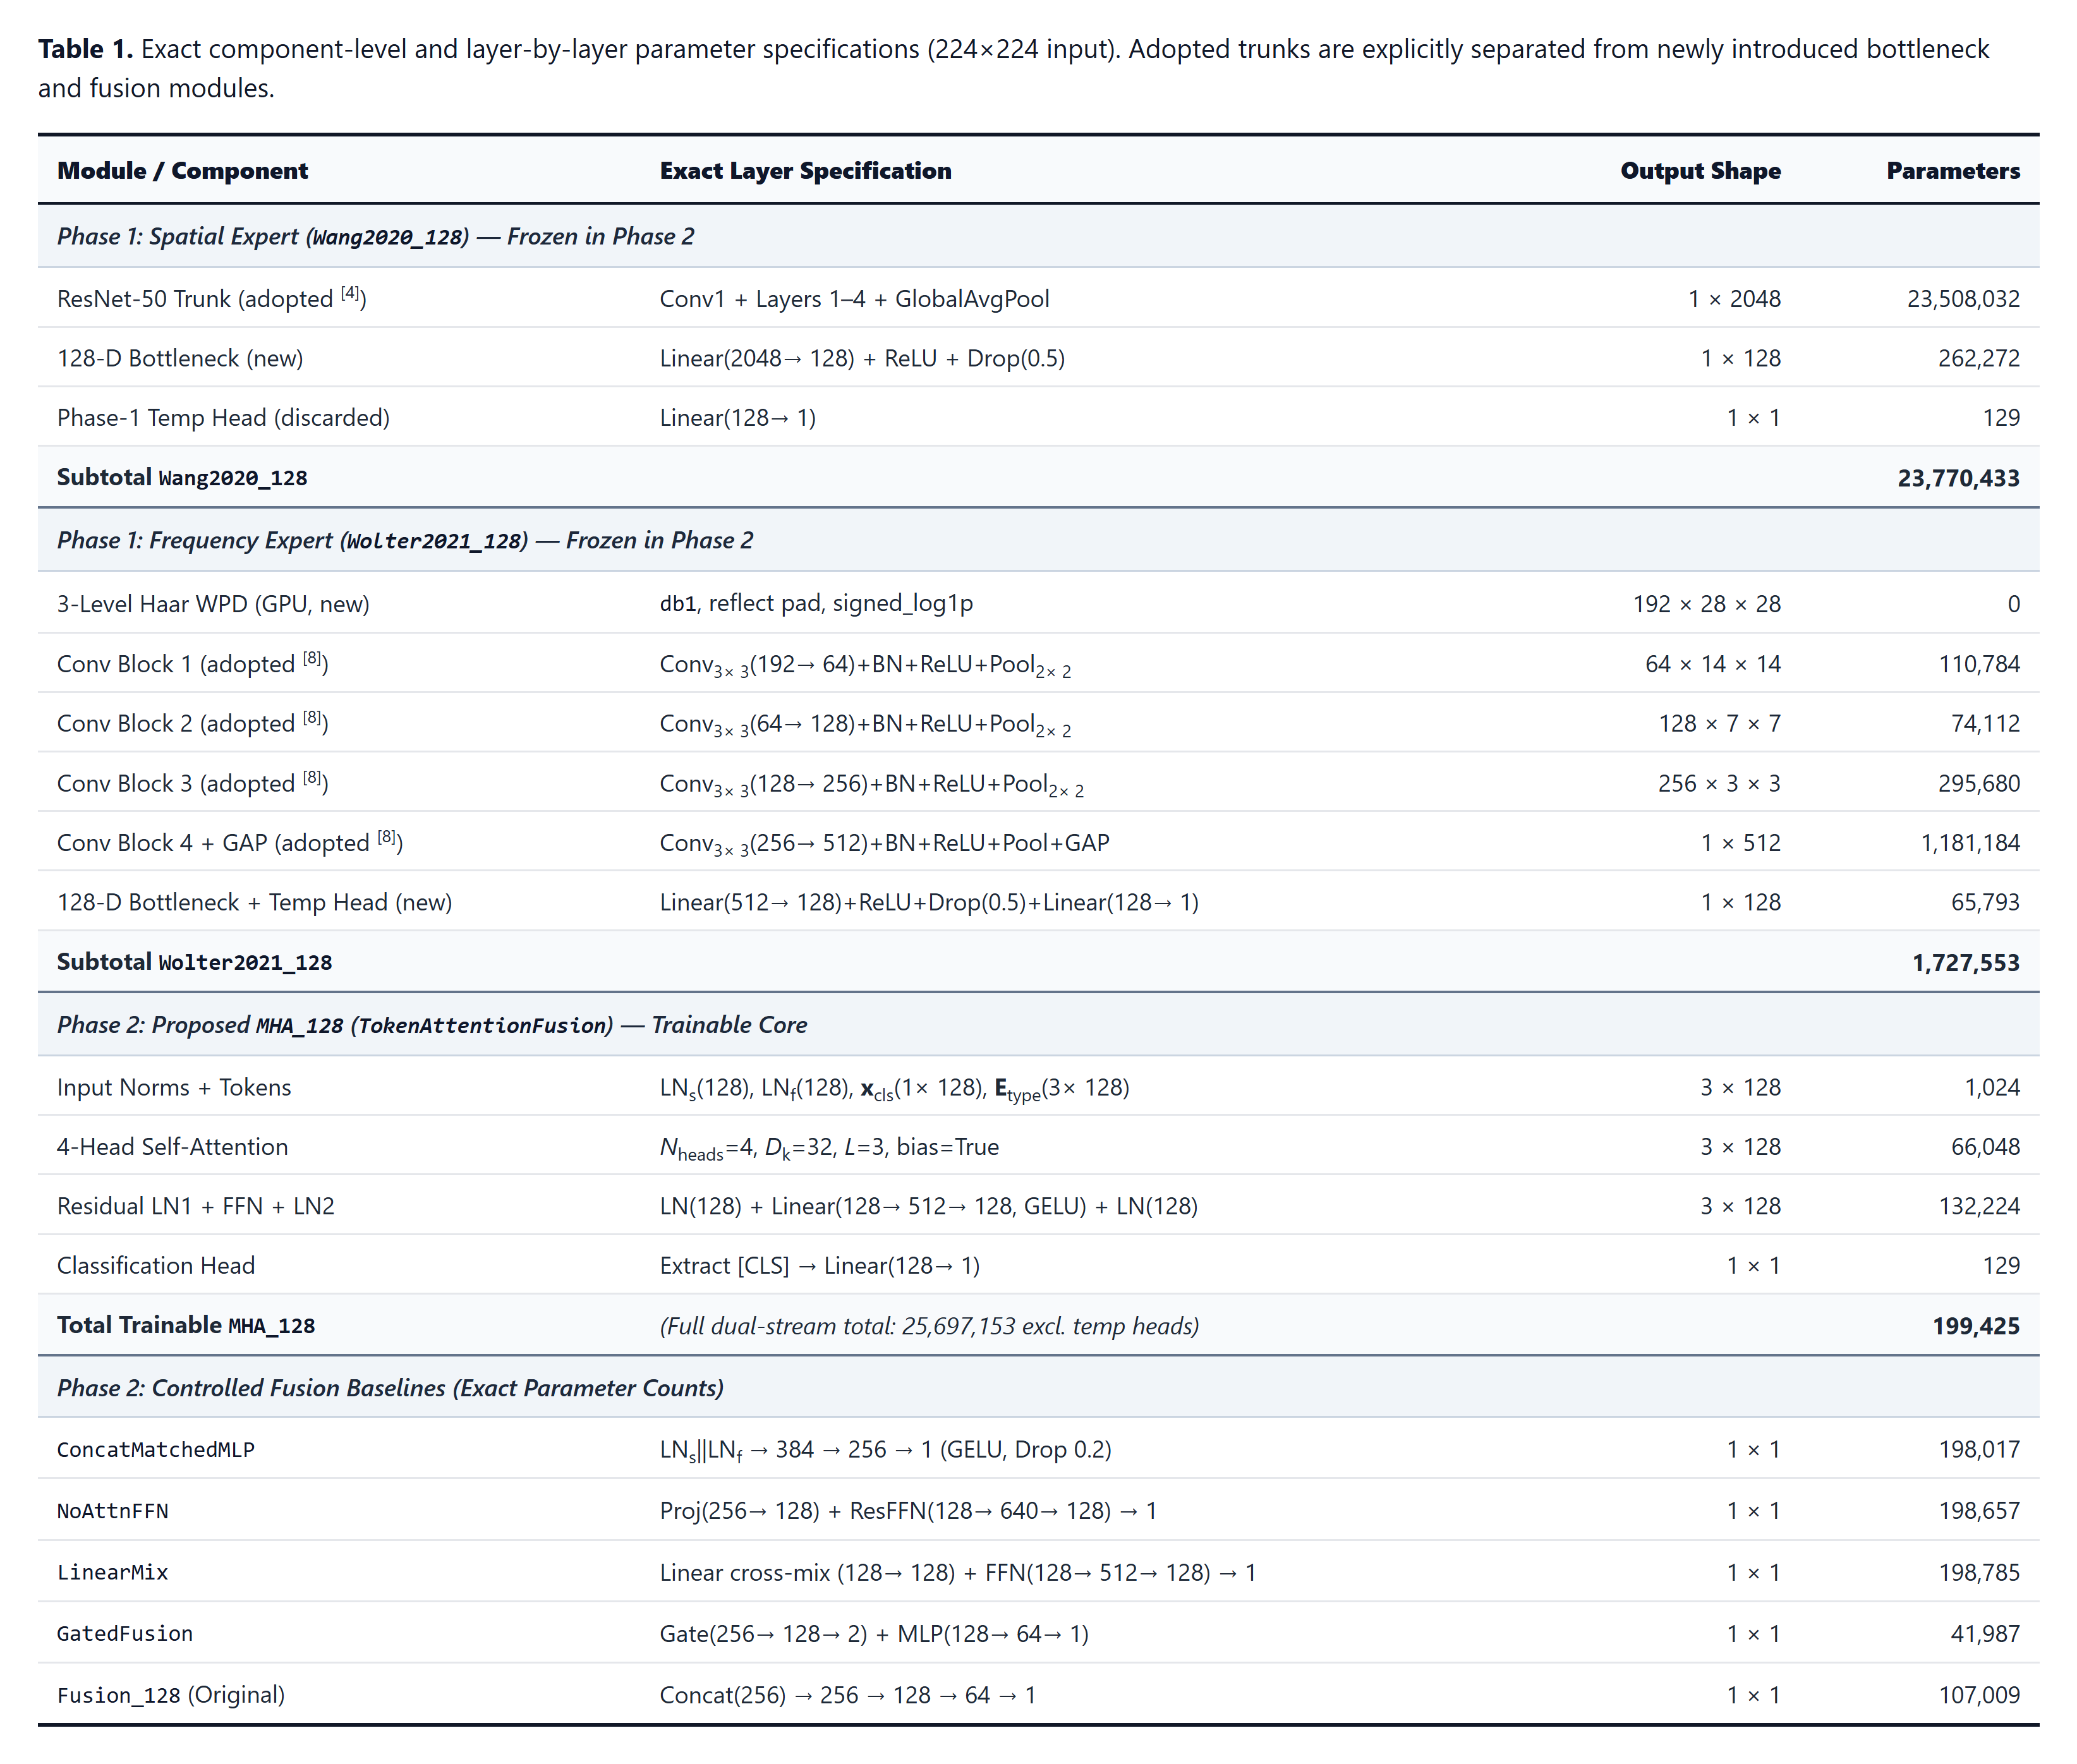 Table 1. Exact component-level and layer-by-layer parameter specifications (224×224 input). Adopted trunks are explicitly separated from newly introduced bottleneck
and fusion modules.
Module / Component Exact Layer Specification Output Shape Parameters
Phase 1: Spatial Expert (Wang2020_128) — Frozen in Phase 2
ResNet-50 Trunk (adopted [4]) Conv1 + Layers 1–4 + GlobalAvgPool 1 × 2048 23,508,032
128-D Bottleneck (new) Linear(2048→ 128) + ReLU + Drop(0.5) 1 × 128 262,272
Phase-1 Temp Head (discarded) Linear(128→ 1) 1 × 1 129
Subtotal Wang2020_128 23,770,433
Phase 1: Frequency Expert (Wolter2021_128) — Frozen in Phase 2
3-Level Haar WPD (GPU, new) db1, reflect pad, signed_log1p 192 × 28 × 28 0
Conv Block 1 (adopted [8]) Conv3× 3(192→ 64)+BN+ReLU+Pool2× 2 64 × 14 × 14 110,784
Conv Block 2 (adopted [8]) Conv3× 3(64→ 128)+BN+ReLU+Pool2× 2 128 × 7 × 7 74,112
Conv Block 3 (adopted [8]) Conv3× 3(128→ 256)+BN+ReLU+Pool2× 2 256 × 3 × 3 295,680
Conv Block 4 + GAP (adopted [8]) Conv3× 3(256→ 512)+BN+ReLU+Pool+GAP 1 × 512 1,181,184
128-D Bottleneck + Temp Head (new) Linear(512→ 128)+ReLU+Drop(0.5)+Linear(128→ 1) 1 × 128 65,793
Subtotal Wolter2021_128 1,727,553
Phase 2: Proposed MHA_128 (TokenAttentionFusion) — Trainable Core
Input Norms + Tokens LNs(128), LNf(128), xcls(1× 128), Etype(3× 128) 3 × 128 1,024
4-Head Self-Attention Nheads=4, Dk=32, L=3, bias=True 3 × 128 66,048
Residual LN1 + FFN + LN2 LN(128) + Linear(128→ 512→ 128, GELU) + LN(128) 3 × 128 132,224
Classification Head Extract [CLS] → Linear(128→ 1) 1 × 1 129
Total Trainable MHA_128 (Full dual-stream total: 25,697,153 excl. temp heads) 199,425
Phase 2: Controlled Fusion Baselines (Exact Parameter Counts)
ConcatMatchedMLP LNs||LNf → 384 → 256 → 1 (GELU, Drop 0.2) 1 × 1 198,017
NoAttnFFN Proj(256→ 128) + ResFFN(128→ 640→ 128) → 1 1 × 1 198,657
LinearMix Linear cross-mix (128→ 128) + FFN(128→ 512→ 128) → 1 1 × 1 198,785
GatedFusion Gate(256→ 128→ 2) + MLP(128→ 64→ 1) 1 × 1 41,987
Fusion_128 (Original) Concat(256) → 256 → 128 → 64 → 1 1 × 1 107,009